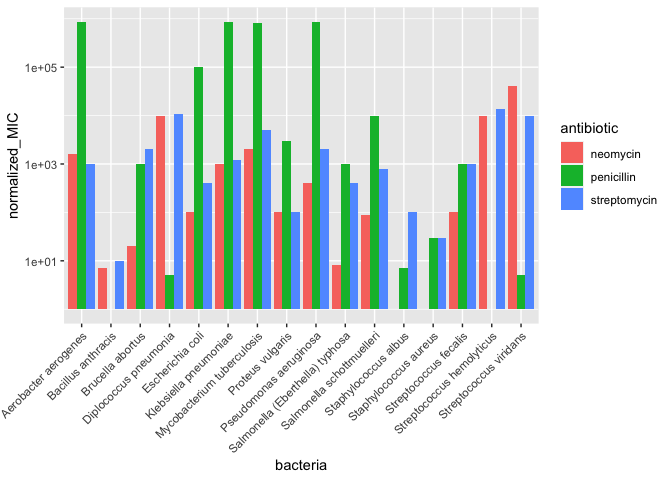 normalized_MIC
1e+05
1e+03
1e+01
Aerobacter aerogenes
Bacillus anthracis
Brucella abortus
Diplococcus pneumonia
Escherichia coli
Klebsiella pneumoniae
Mycobacterium tuberculosis
Proteus vulgaris
Pseudomonas aeruginosa
Salmonella (Eberthella) typhosa
Salmonella schottmuelleri
Staphylococcus albus
Staphylococcus aureus
Streptococcus fecalis
Streptococcus hemolyticus
Streptococcus viridans
bacteria
antibiotic
neomycin
penicillin
streptomycin